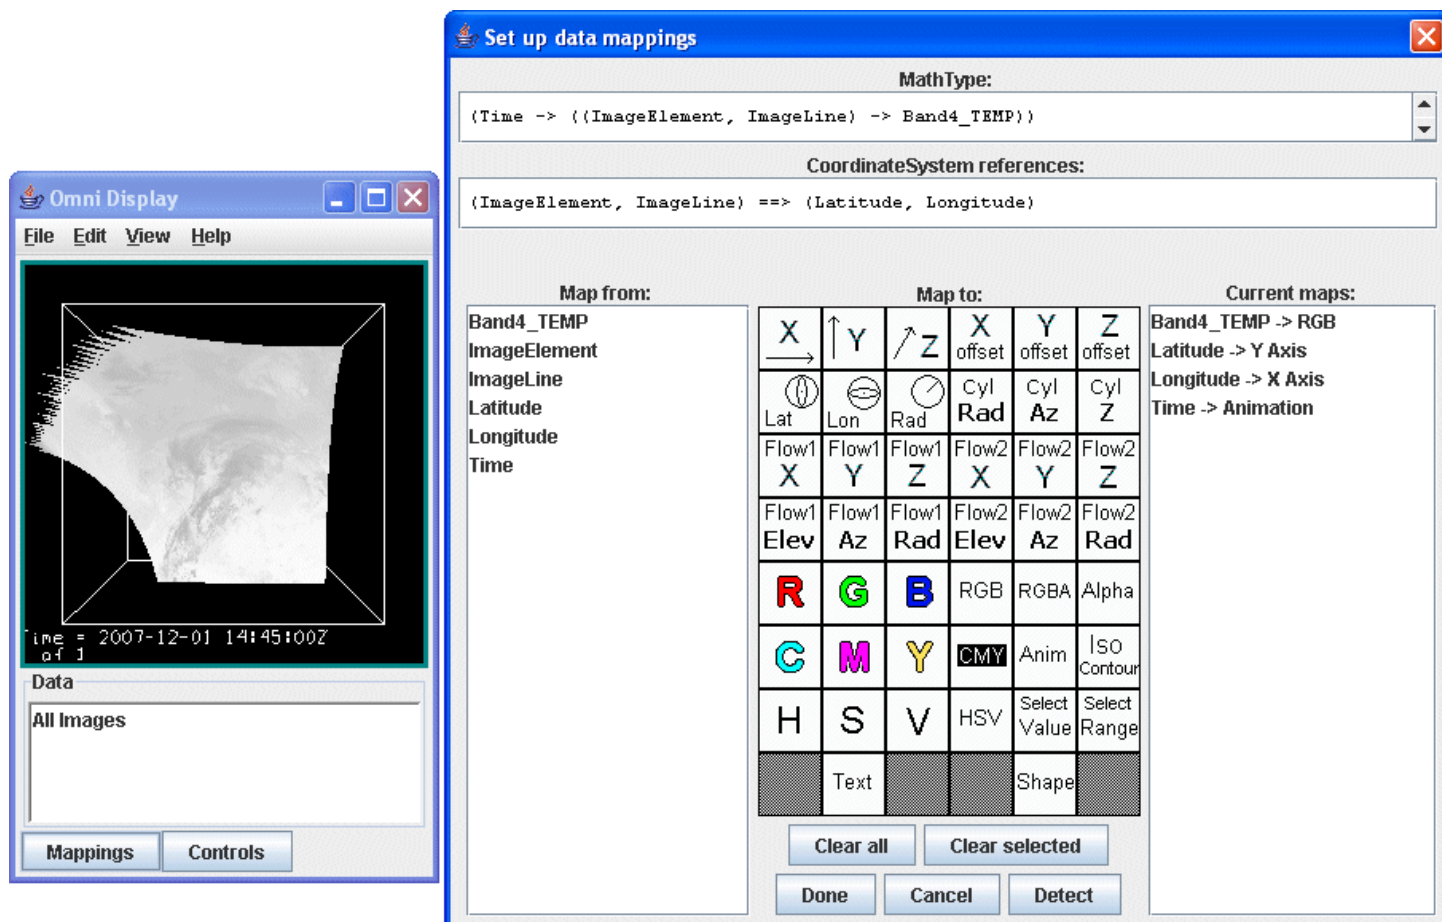 Omni Display
File Edit View Help
Time = 2007-12-01 14:45:00Z
of 1
Data
All Images
Mappings Controls
Set up data mappings
MathType:
(Time -> ((ImageElement, ImageLine) -> Band4_TEMP))
CoordinateSystem references:
(ImageElement, ImageLine) ==> (Latitude, Longitude)
Map from:
Band4_TEMP
ImageElement
ImageLine
Latitude
Longitude
Time
Map to:
X Y Z X offset Y offset Z offset
Lat Lon Rad Cyl Rad Cyl Az Cyl Z
Flow1 X Flow1 Y Flow1 Z Flow2 X Flow2 Y Flow2 Z
Flow1 Elev Flow1 Az Flow1 Rad Flow2 Elev Flow2 Az Flow2 Rad
R G B RGB RGBA Alpha
C M Y CMY Anim Iso Contour
H S V HSV Select Value Select Range
Text Shape
Clear all Clear selected
Done Cancel Detect
Current maps:
Band4_TEMP -> RGB
Latitude -> Y Axis
Longitude -> X Axis
Time -> Animation